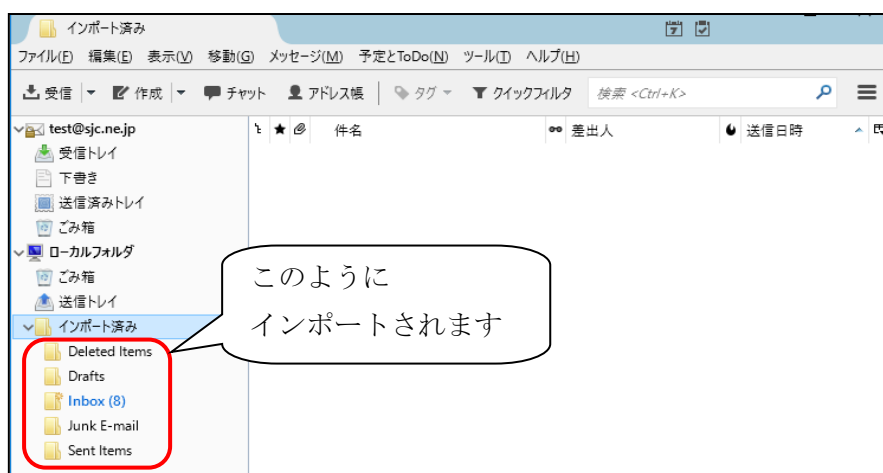 インポート済み
ファイル(F) 編集(E) 表示(V) 移動(G) メッセージ(M) 予定とToDo(N) ツール(T) ヘルプ(H)
受信 作成 チャット アドレス帳 タグ クイックフィルタ 検索 <Ctrl+K>
test@sjc.ne.jp
件名 差出人 送信日時
受信トレイ
下書き
送信済みトレイ
ごみ箱
ローカルフォルダ
ごみ箱
送信トレイ
インポート済み
Deleted Items
Drafts
Inbox (8)
Junk E-mail
Sent Items
このように
インポートされます